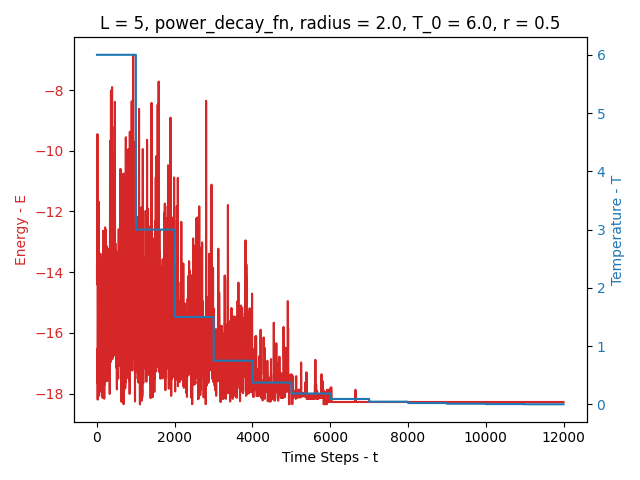 L = 5, power_decay_fn, radius = 2.0, T_0 = 6.0, r = 0.5
Energy - E
−8
−10
−12
−14
−16
−18
6
5
4
3
2
1
0
Temperature - T
0 2000 4000 6000 8000 10000 12000
Time Steps - t